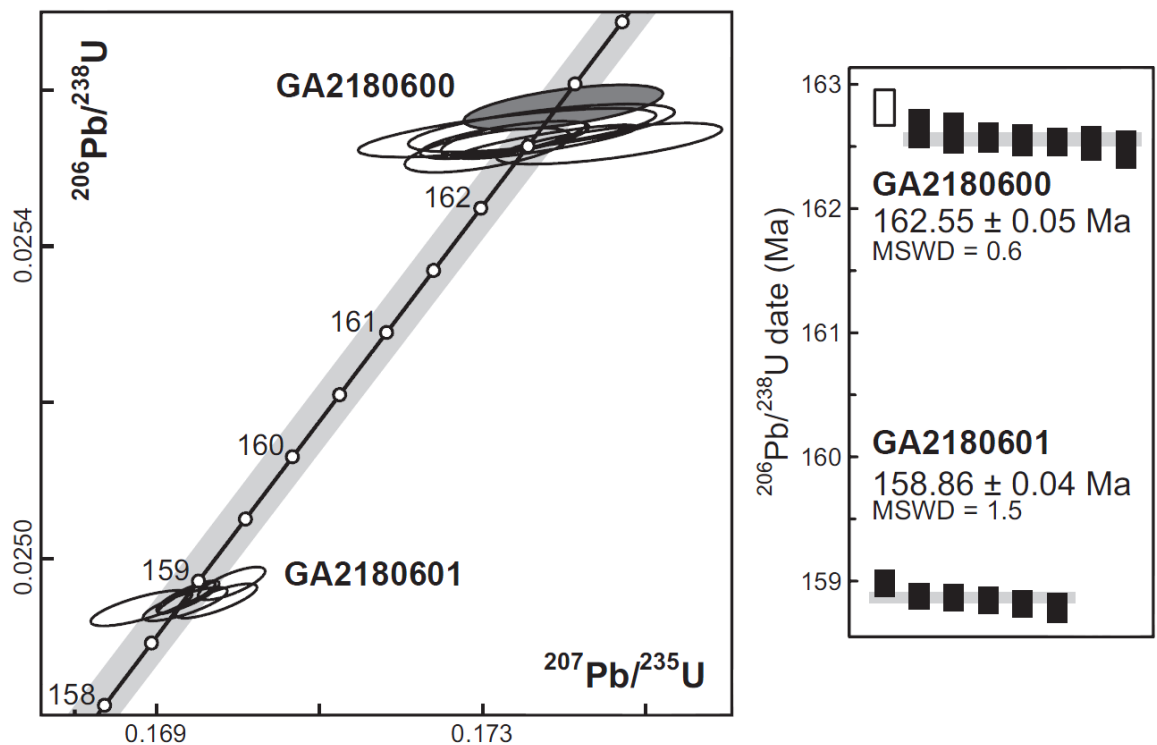 ²⁰⁶Pb/²³⁸U
GA2180600
162
0.0254
161
160
0.0250
159
GA2180601
²⁰⁷Pb/²³⁵U
158
0.169
0.173
163
GA2180600
162.55 ± 0.05 Ma
MSWD = 0.6
162
²⁰⁶Pb/²³⁸U date (Ma)
161
GA2180601
160
158.86 ± 0.04 Ma
MSWD = 1.5
159